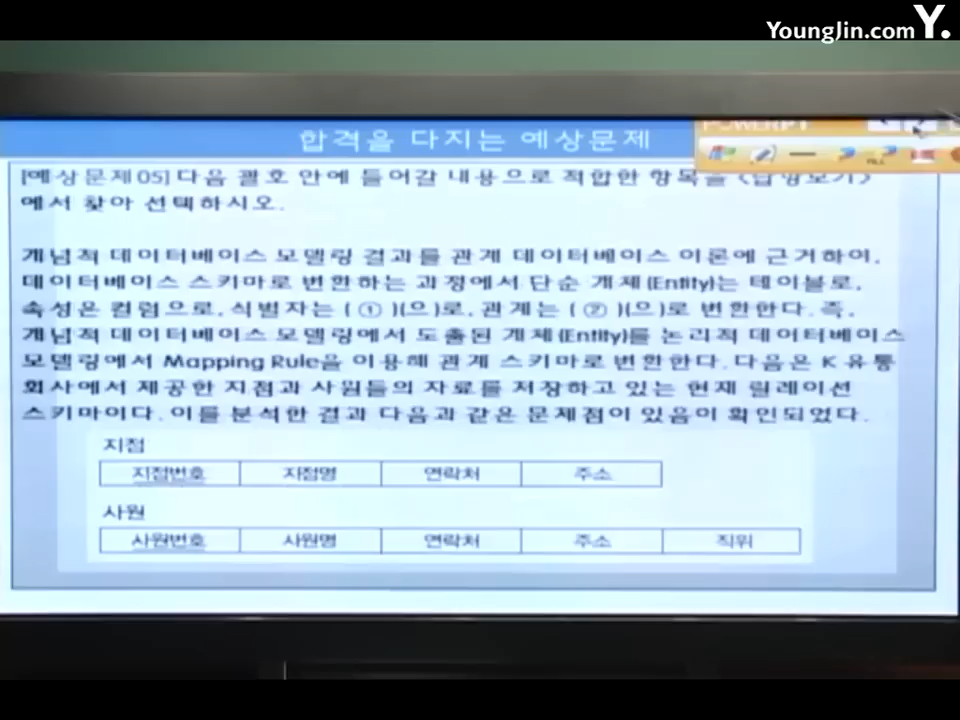 YoungJin.com Y.
합격을 다지는 예상문제
[예상문제 05] 다음 괄호 안에 들어갈 내용으로 적합한 항목을 <답항보기>
에서 찾아 선택하시오.
개념적 데이터베이스 모델링 결과를 관계 데이터베이스 이론에 근거하여,
데이터베이스 스키마로 변환하는 과정에서 단순 개체(Entity)는 테이블로,
속성은 컬럼으로, 식별자는 ( ① )(으)로, 관계는 ( ② )(으)로 변환한다. 즉,
개념적 데이터베이스 모델링에서 도출된 개체(Entity)를 논리적 데이터베이스
모델링에서 Mapping Rule을 이용해 관계 스키마로 변환한다. 다음은 K 유통
회사에서 제공한 지점과 사원들의 자료를 저장하고 있는 현재 릴레이션
스키마이다. 이를 분석한 결과 다음과 같은 문제점이 있음이 확인되었다.
지점
지점번호 지점명 연락처 주소
사원
사원번호 사원명 연락처 주소 직위